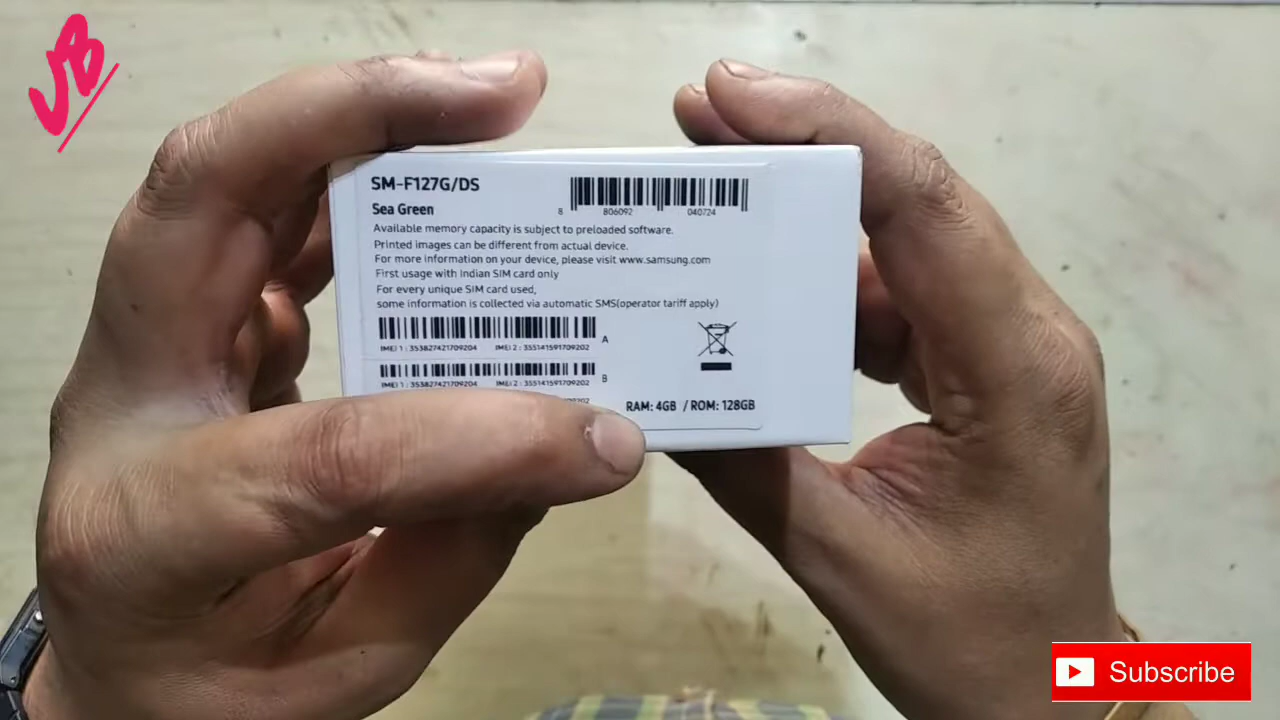 SM-F127G/DS
Sea Green
8 806092 040724
Available memory capacity is subject to preloaded software.
Printed images can be different from actual device.
For more information on your device, please visit www.samsung.com
First usage with Indian SIM card only
For every unique SIM card used,
some information is collected via automatic SMS(operator tariff apply)
A
IMEI 1 : 353827421709204 IMEI 2 : 355141591709202
B
IMEI 1 : 353827421709204 IMEI 2 : 355141591709202
RAM: 4GB / ROM: 128GB
Subscribe